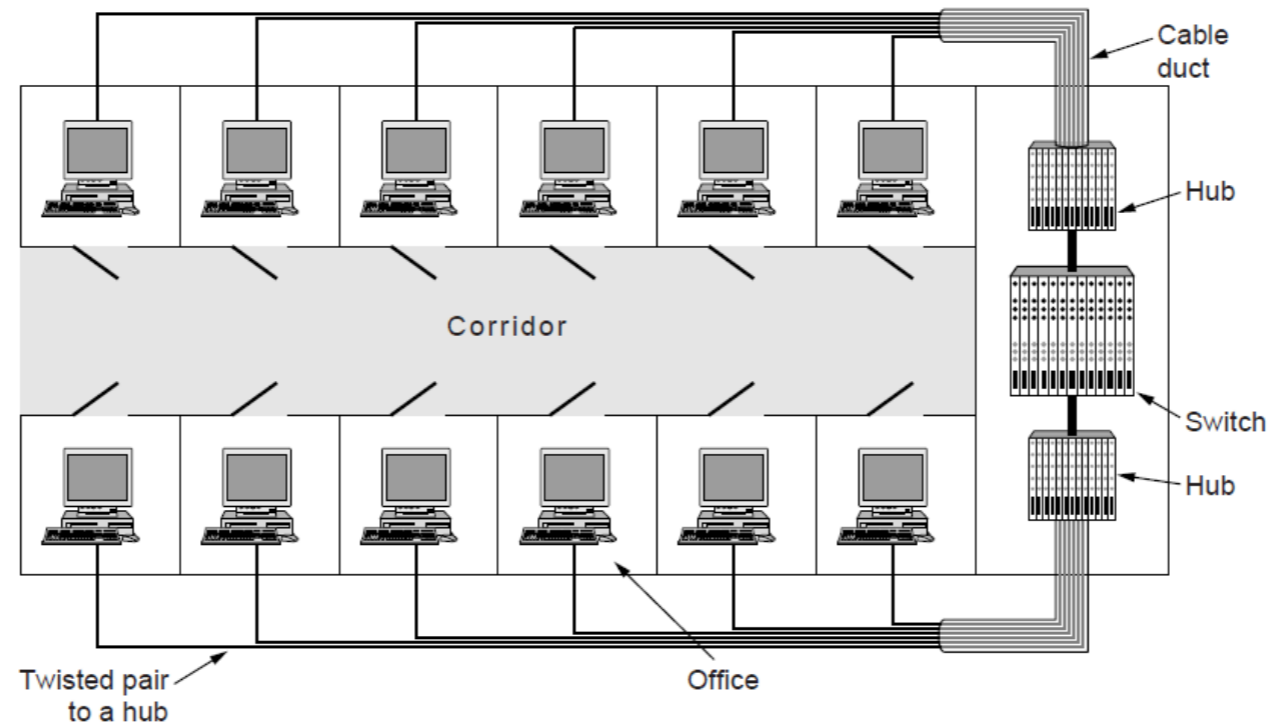 Cable
duct
Hub
Corridor
Switch
Hub
Twisted pair
to a hub
Office